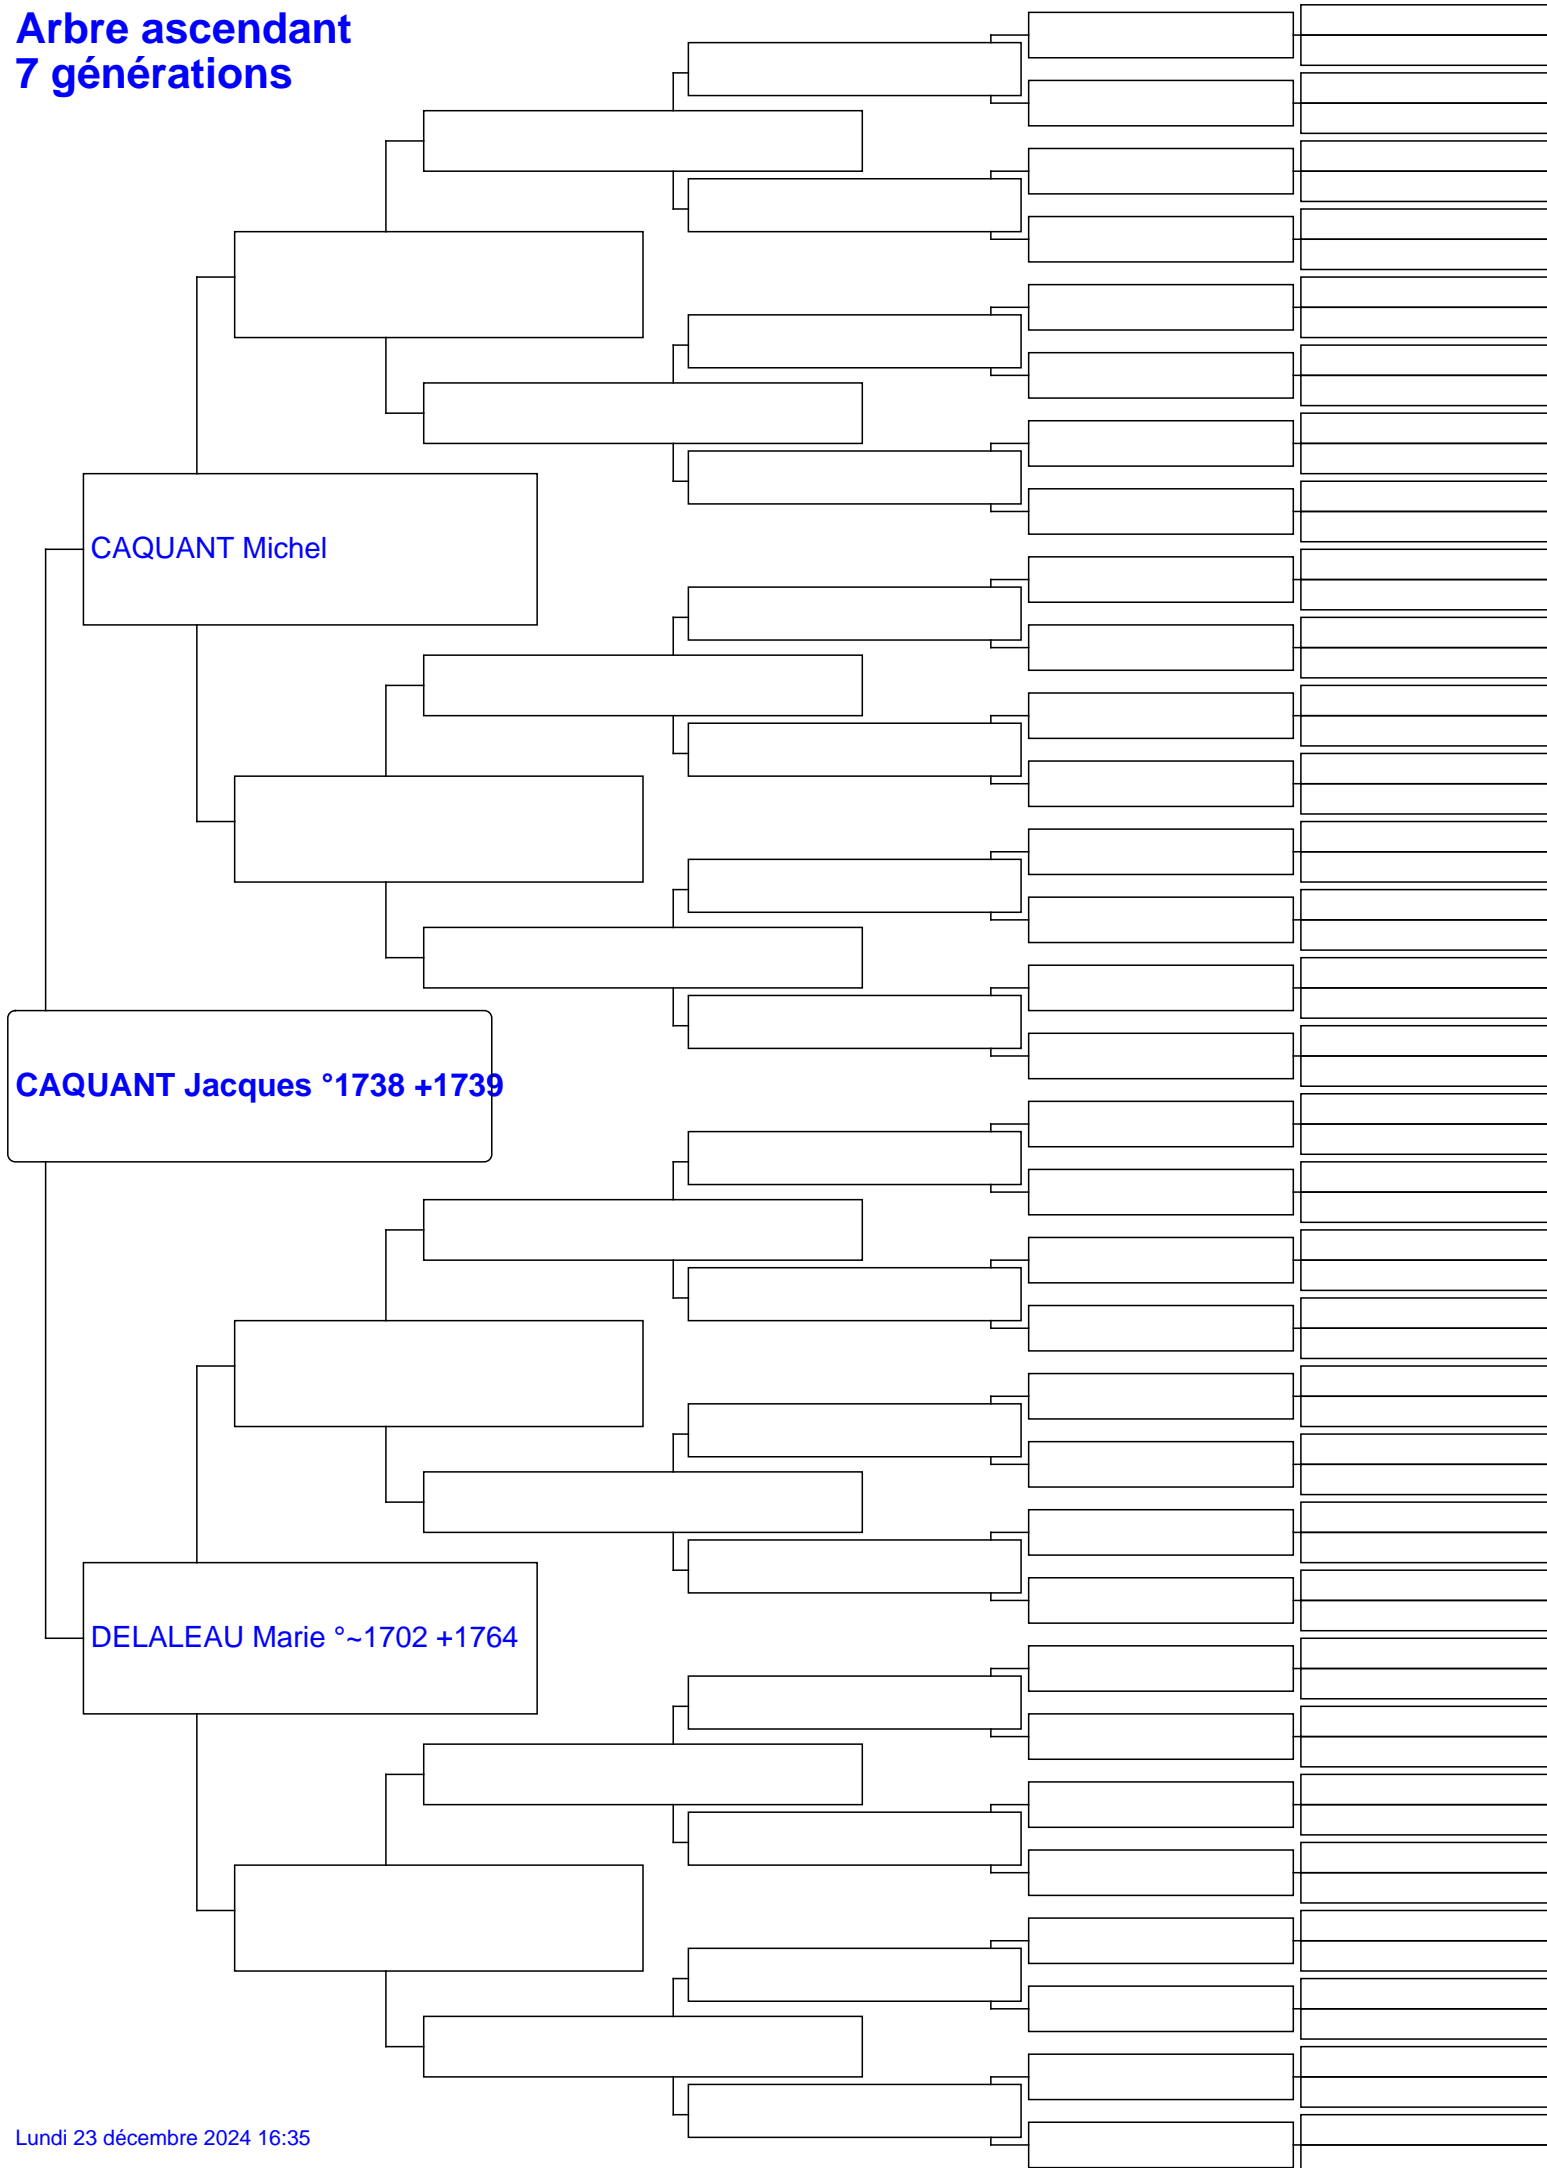 Arbre ascendant
7 générations
CAQUANT Michel
CAQUANT Jacques °1738 +1739
DELALEAU Marie °~1702 +1764
Lundi 23 décembre 2024 16:35